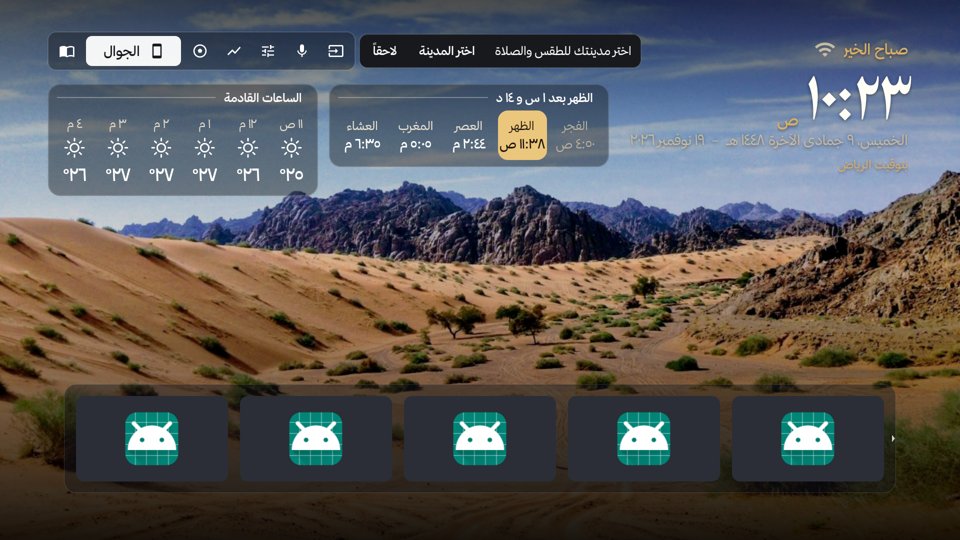 صباح الخير
١٠:٢٣ ص
الخميس، ٩ جمادى الآخرة ١٤٤٨ هـ - ١٩ نوفمبر ٢٠٢٦
بتوقيت الرياض
اختر مدينتك للطقس والصلاة
اختر المدينة
لاحقاً
الجوال
الظهر بعد ١ س و ١٤ د
الفجر
٤:٥٠ ص
الظهر
١١:٣٨ ص
العصر
٢:٤٤ م
المغرب
٥:٠٥ م
العشاء
٦:٣٥ م
الساعات القادمة
١١ ص
١٢ م
١ م
٢ م
٣ م
٤ م
٢٥°
٢٦°
٢٧°
٢٧°
٢٧°
٢٦°